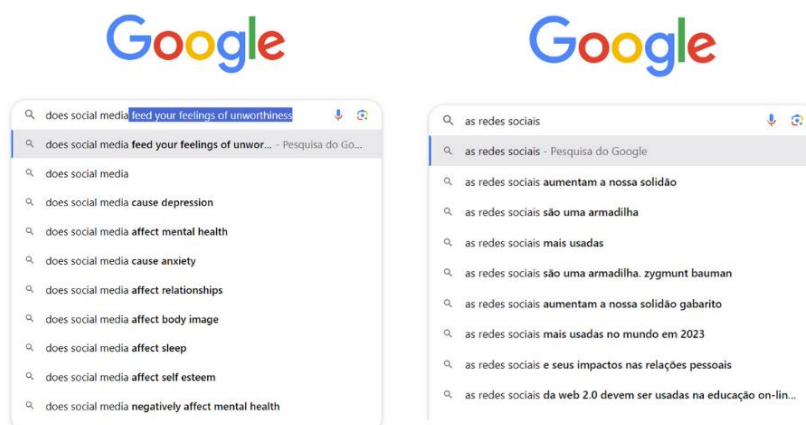 Google
does social media feed your feelings of unworthiness
does social media feed your feelings of unwor... - Pesquisa do Go...
does social media
does social media cause depression
does social media affect mental health
does social media cause anxiety
does social media affect relationships
does social media affect body image
does social media affect sleep
does social media affect self esteem
does social media negatively affect mental health
Google
as redes sociais
as redes sociais - Pesquisa do Google
as redes sociais aumentam a nossa solidão
as redes sociais são uma armadilha
as redes sociais mais usadas
as redes sociais são uma armadilha. zygmunt bauman
as redes sociais aumentam a nossa solidão gabarito
as redes sociais mais usadas no mundo em 2023
as redes sociais e seus impactos nas relações pessoais
as redes sociais da web 2.0 devem ser usadas na educação on-lin...